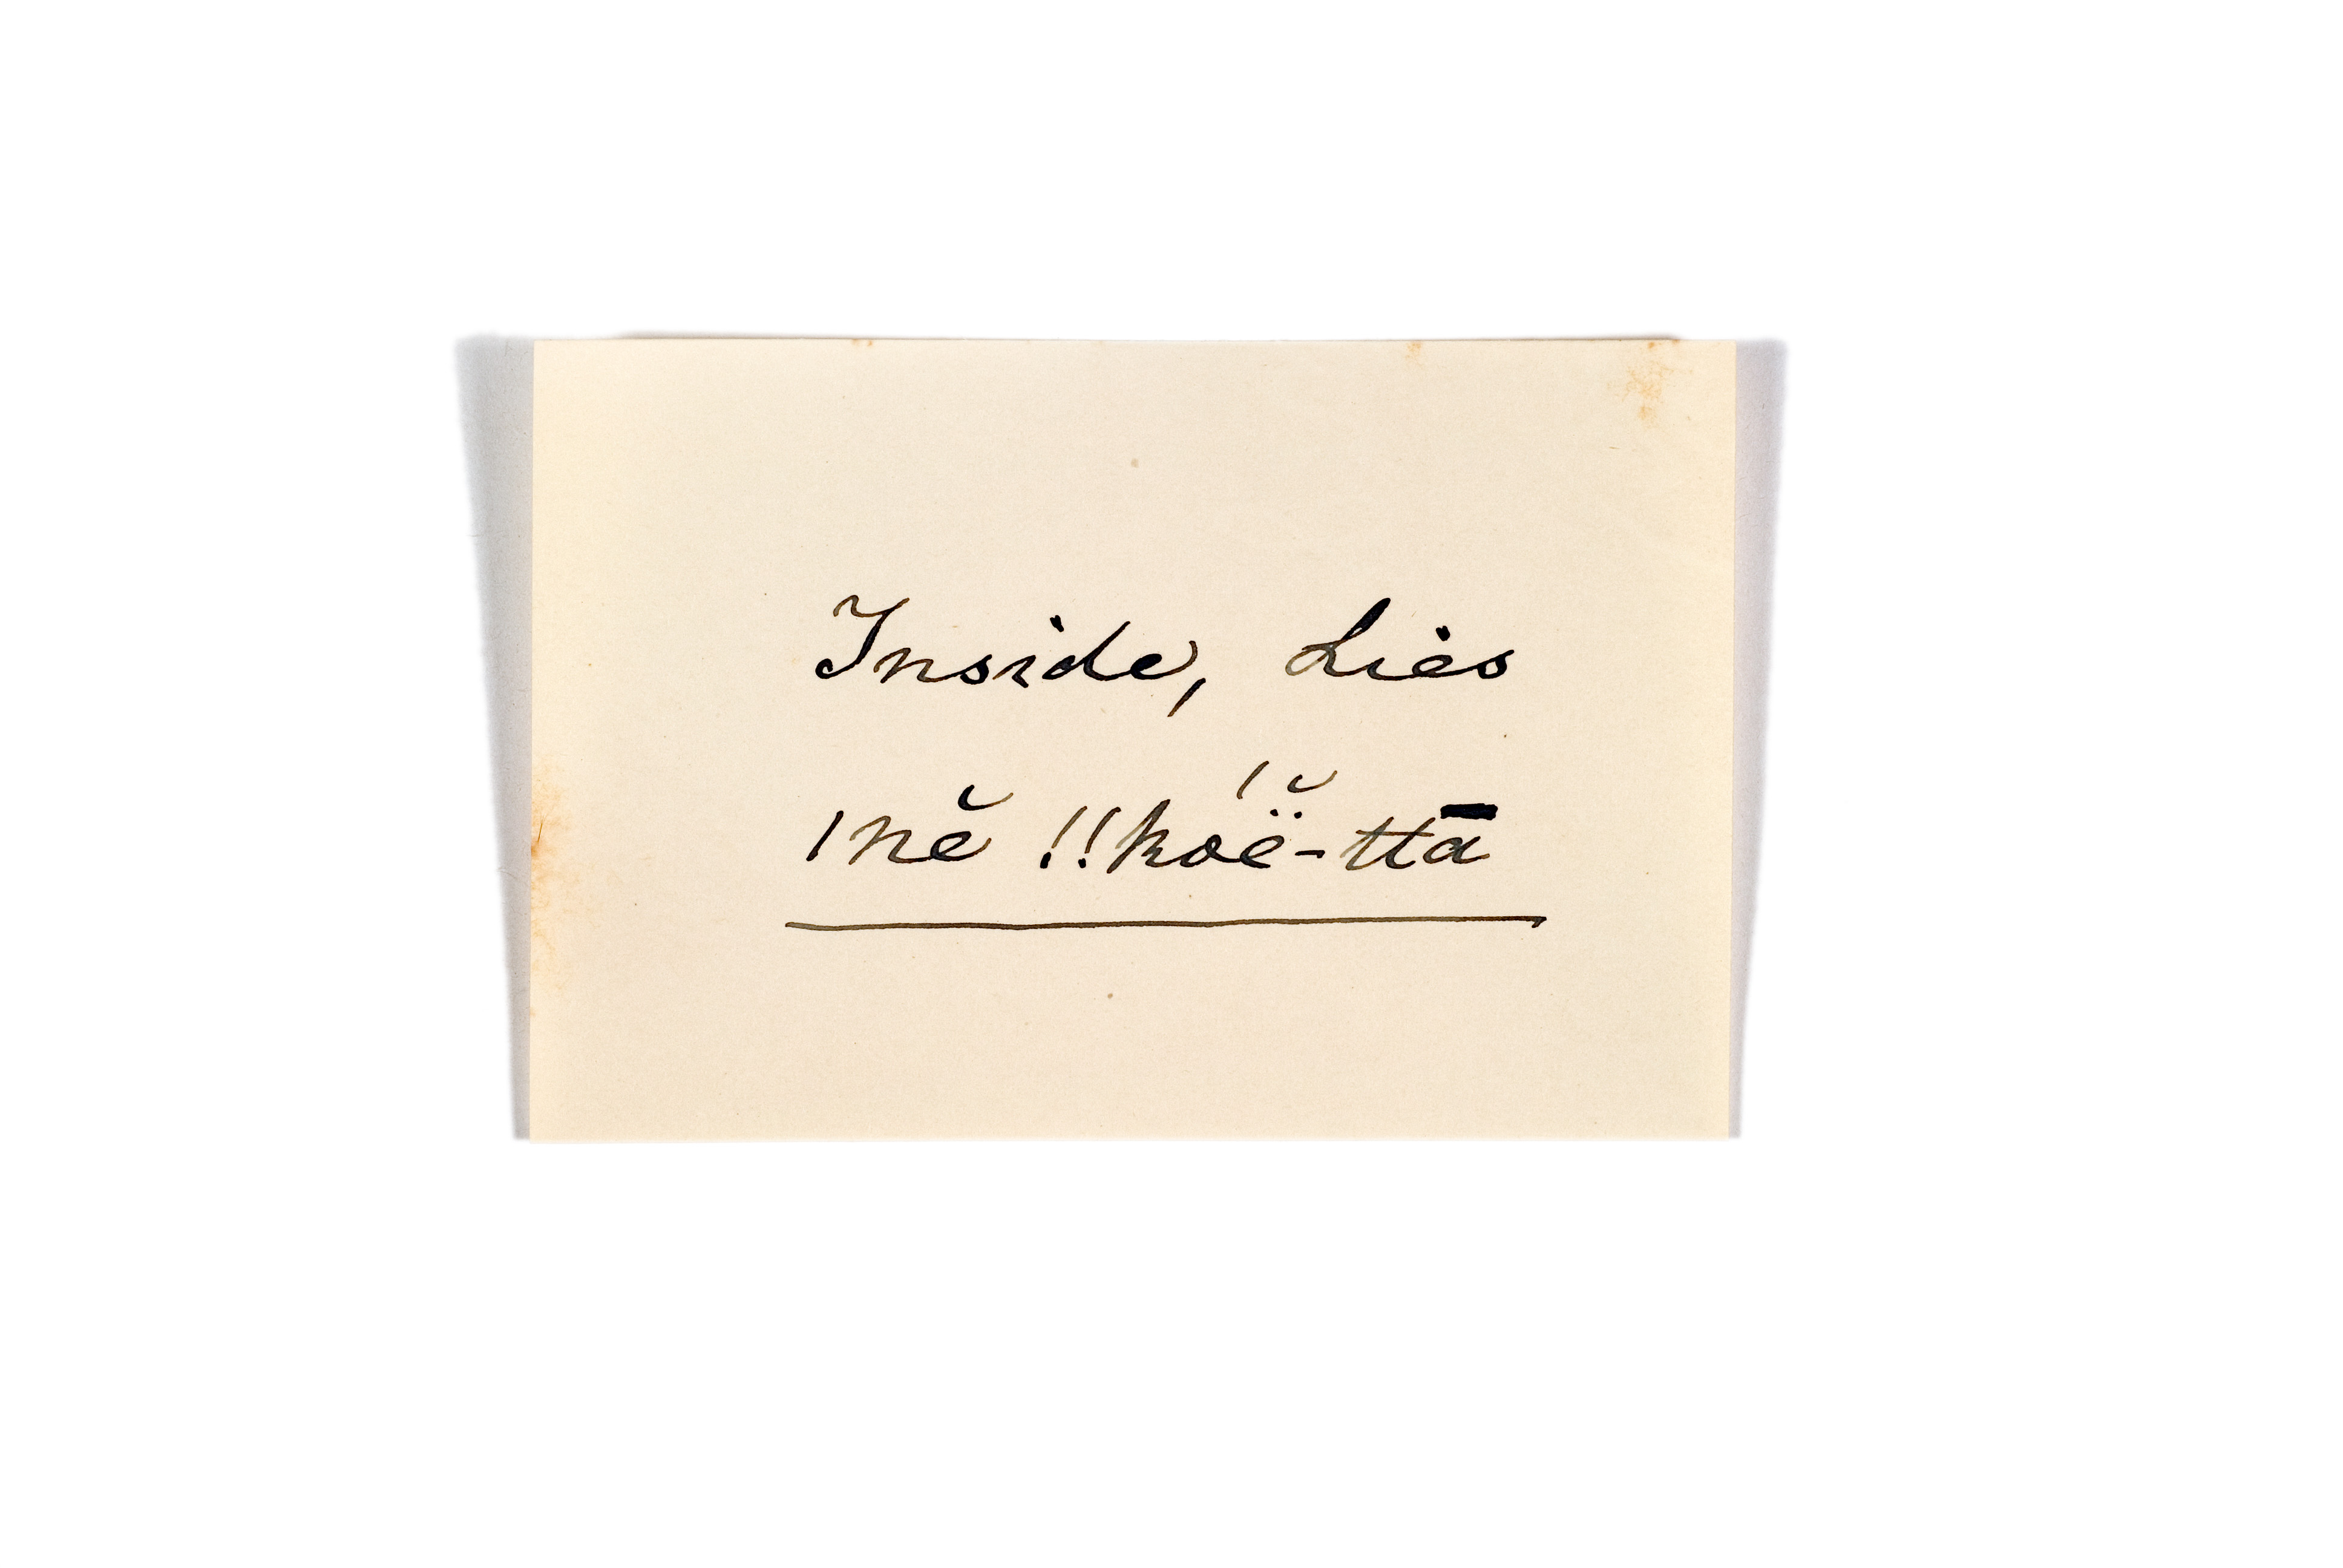 Inside, Lies
ǀnĕ !!kóë̆-ttā